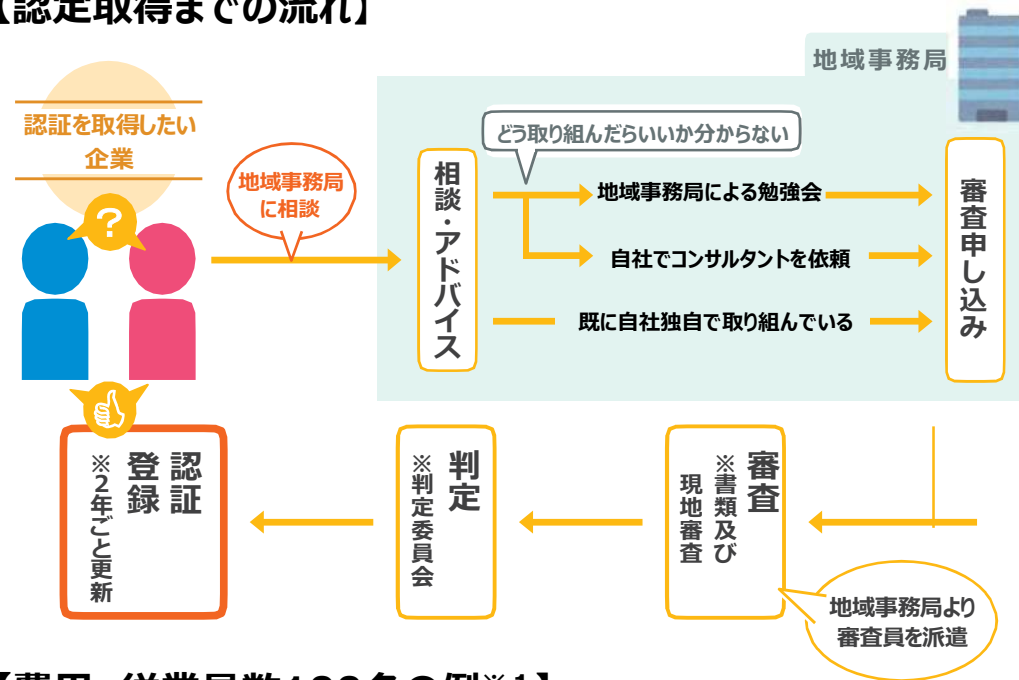 【認定取得までの流れ】
地域事務局
認証を取得したい
企業
?
地域事務局
に相談
相談・アドバイス
どう取り組んだらいいか分からない
地域事務局による勉強会
自社でコンサルタントを依頼
既に自社独自で取り組んでいる
審査申し込み
審査
※書類及び
現地審査
地域事務局より
審査員を派遣
判定
※判定委員会
認証
登録
※2年ごと更新